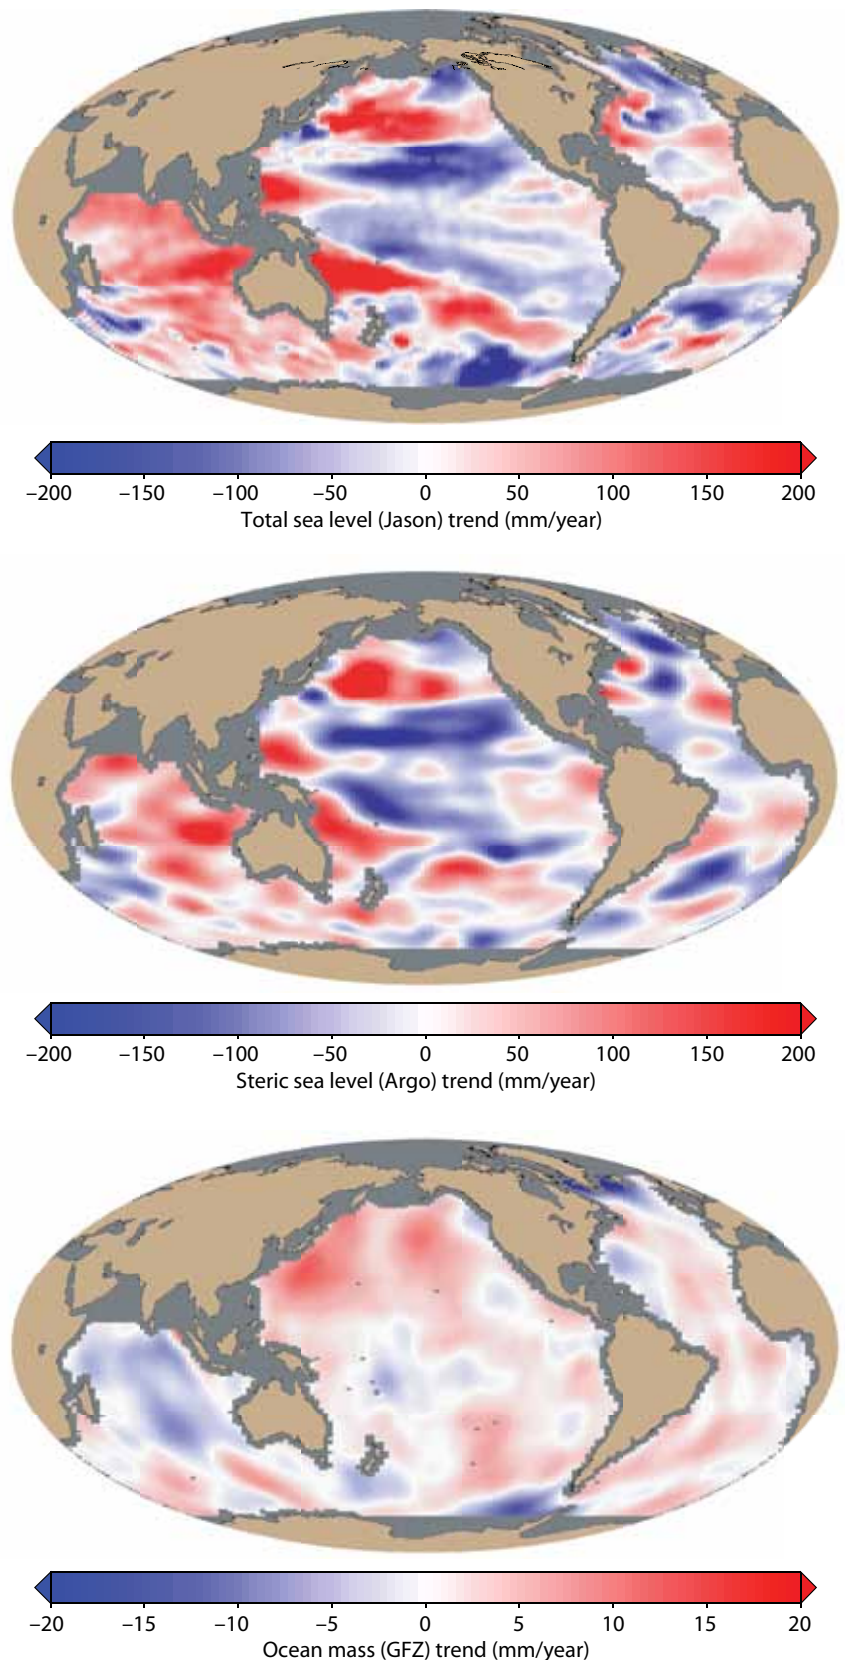 −200 −150 −100 −50 0 50 100 150 200
Total sea level (Jason) trend (mm/year)
−200 −150 −100 −50 0 50 100 150 200
Steric sea level (Argo) trend (mm/year)
−20 −15 −10 −5 0 5 10 15 20
Ocean mass (GFZ) trend (mm/year)